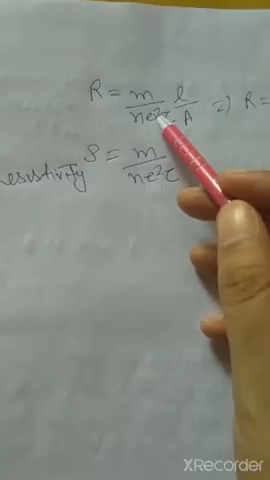 R = m/ne²τ l/A => R =
Resistivity ρ = m/ne²τ
XRecorder